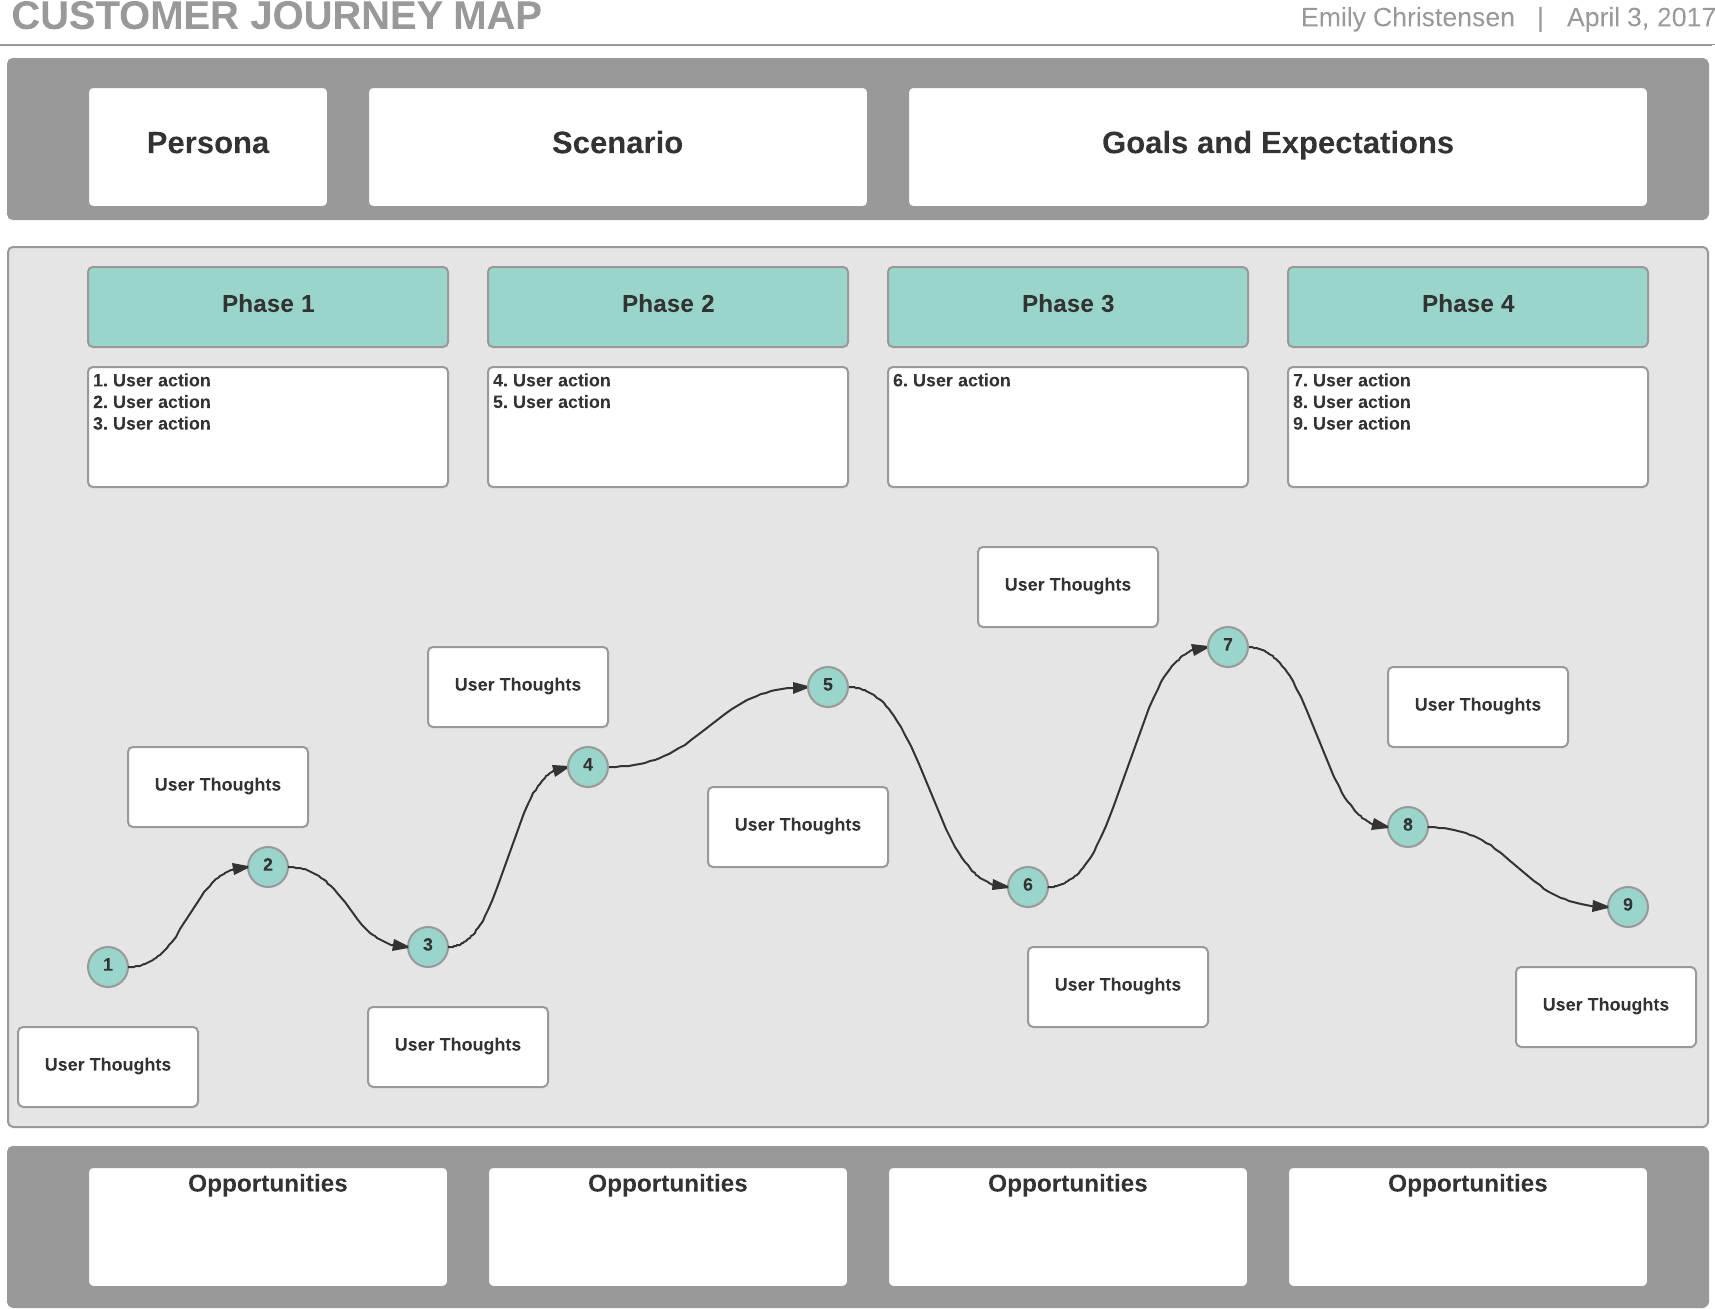 CUSTOMER JOURNEY MAP
Emily Christensen | April 3, 2017
Persona
Scenario
Goals and Expectations
Phase 1
Phase 2
Phase 3
Phase 4
1. User action
2. User action
3. User action
4. User action
5. User action
6. User action
7. User action
8. User action
9. User action
User Thoughts
7
User Thoughts
5
User Thoughts
4
User Thoughts
2
User Thoughts
8
User Thoughts
6
9
3
1
User Thoughts
User Thoughts
User Thoughts
User Thoughts
Opportunities
Opportunities
Opportunities
Opportunities